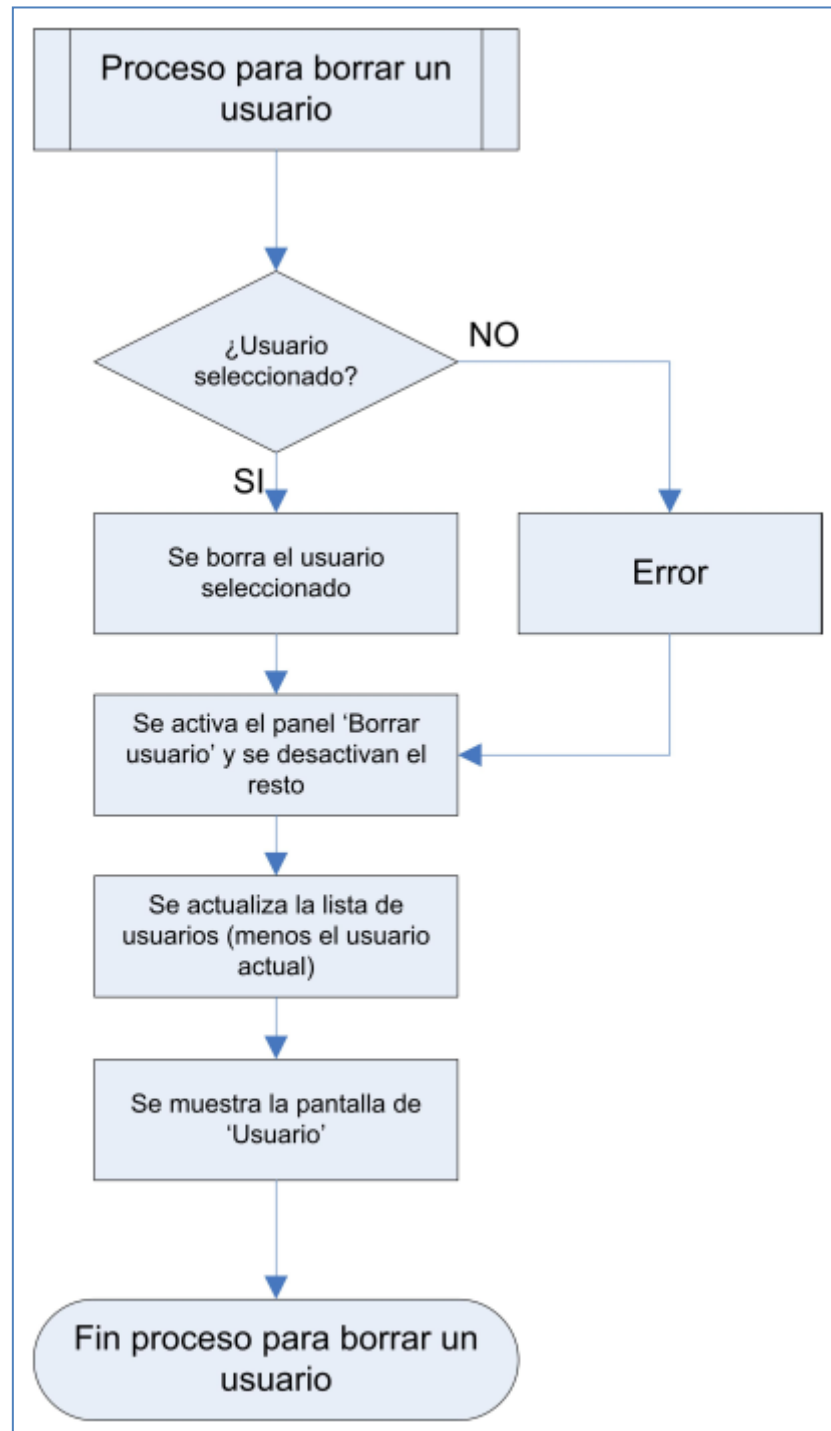 Proceso para borrar un
usuario
¿Usuario
seleccionado?
NO
SI
Se borra el usuario
seleccionado
Error
Se activa el panel ‘Borrar
usuario’ y se desactivan el
resto
Se actualiza la lista de
usuarios (menos el usuario
actual)
Se muestra la pantalla de
‘Usuario’
Fin proceso para borrar un
usuario